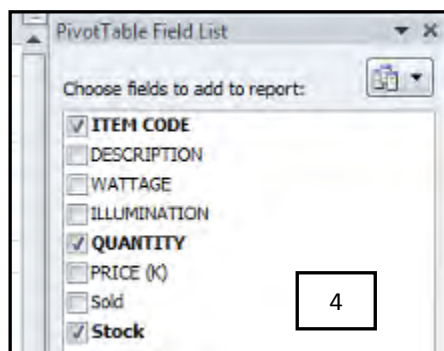 PivotTable Field List
Choose fields to add to report:
ITEM CODE
DESCRIPTION
WATTAGE
ILLUMINATION
QUANTITY
PRICE (K)
Sold
4
Stock